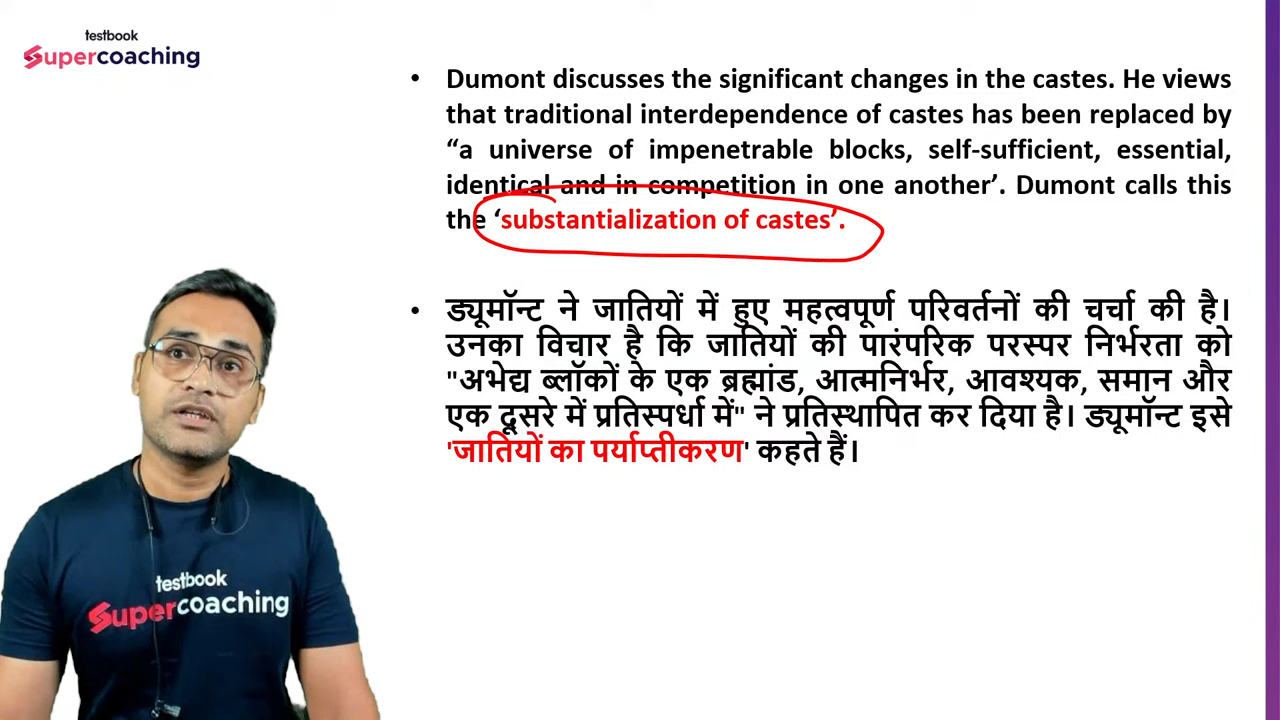 testbook
Supercoaching
• Dumont discusses the significant changes in the castes. He views
that traditional interdependence of castes has been replaced by
“a universe of impenetrable blocks, self-sufficient, essential,
identical and in competition in one another’. Dumont calls this
the ‘substantialization of castes’.
• ड्यूमॉन्ट ने जातियों में हुए महत्वपूर्ण परिवर्तनों की चर्चा की है।
उनका विचार है कि जातियों की पारंपरिक परस्पर निर्भरता को
"अभेद्य ब्लॉकों के एक ब्रह्मांड, आत्मनिर्भर, आवश्यक, समान और
एक दूसरे में प्रतिस्पर्धा में" ने प्रतिस्थापित कर दिया है। ड्यूमॉन्ट इसे
'जातियों का पर्याप्तीकरण' कहते हैं।
testbook
Supercoaching